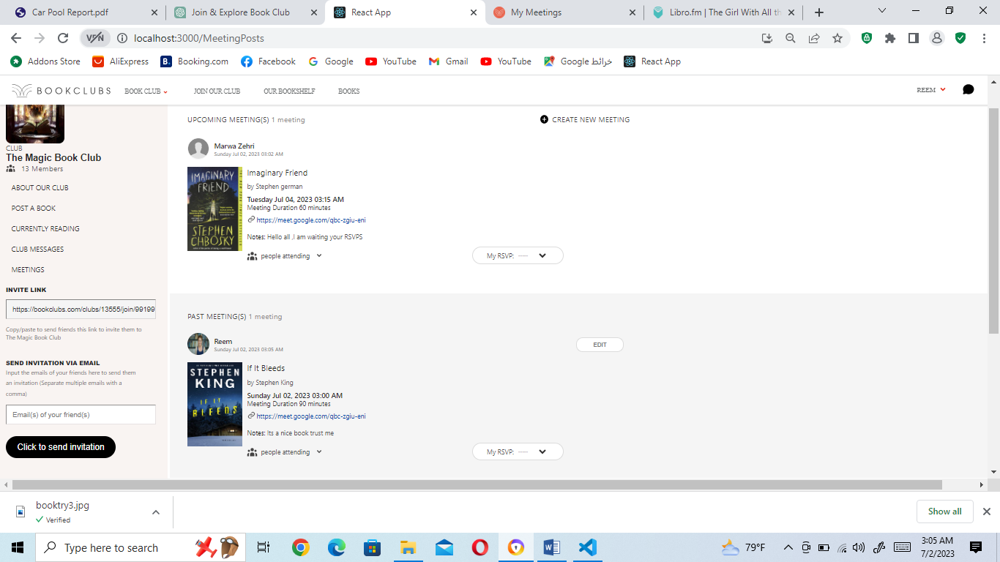 Car Pool Report.pdf
Join & Explore Book Club
React App
My Meetings
Libro.fm | The Girl With All th
VPN
localhost:3000/MeetingPosts
Addons Store
AliExpress
B.
Booking.com
Facebook
Google
YouTube
Gmail
YouTube
خرائط Google
React App
BOOKCLUBS
BOOK CLUB
JOIN OUR CLUB
OUR BOOKSHELF
BOOKS
REEM
CLUB
The Magic Book Club
13 Members
ABOUT OUR CLUB
POST A BOOK
CURRENTLY READING
CLUB MESSAGES
MEETINGS
INVITE LINK
https://bookclubs.com/clubs/13555/join/99199
Copy/paste to send friends this link to invite them to
The Magic Book Club
SEND INVITATION VIA EMAIL
Input the emails of your friends here to send them
an invitation (Separate multiple emails with a
comma)
Email(s) of your friend(s)
Click to send invitation
UPCOMING MEETING(S) 1 meeting
CREATE NEW MEETING
Marwa Zehri
Sunday Jul 02, 2023 03:02 AM
IMAGINARY
FRIEND
STEPHEN
CHBOSKY
Imaginary Friend
by Stephen german
Tuesday Jul 04, 2023 03:15 AM
Meeting Duration 60 minutes
https://meet.google.com/qbc-zgiu-eni
Notes: Hello all ,I am waiting your RSVPS
people attending
My RSVP: ----
PAST MEETING(S) 1 meeting
Reem
Sunday Jul 02, 2023 03:05 AM
EDIT
STEPHEN
KING
IF IT
BLEEDS
If It Bleeds
by Stephen King
Sunday Jul 02, 2023 03:00 AM
Meeting Duration 90 minutes
https://meet.google.com/qbc-zgiu-eni
Notes: Its a nice book trust me
people attending
My RSVP: ----
booktry3.jpg
Verified
Show all
Type here to search
79°F
3:05 AM
7/2/2023